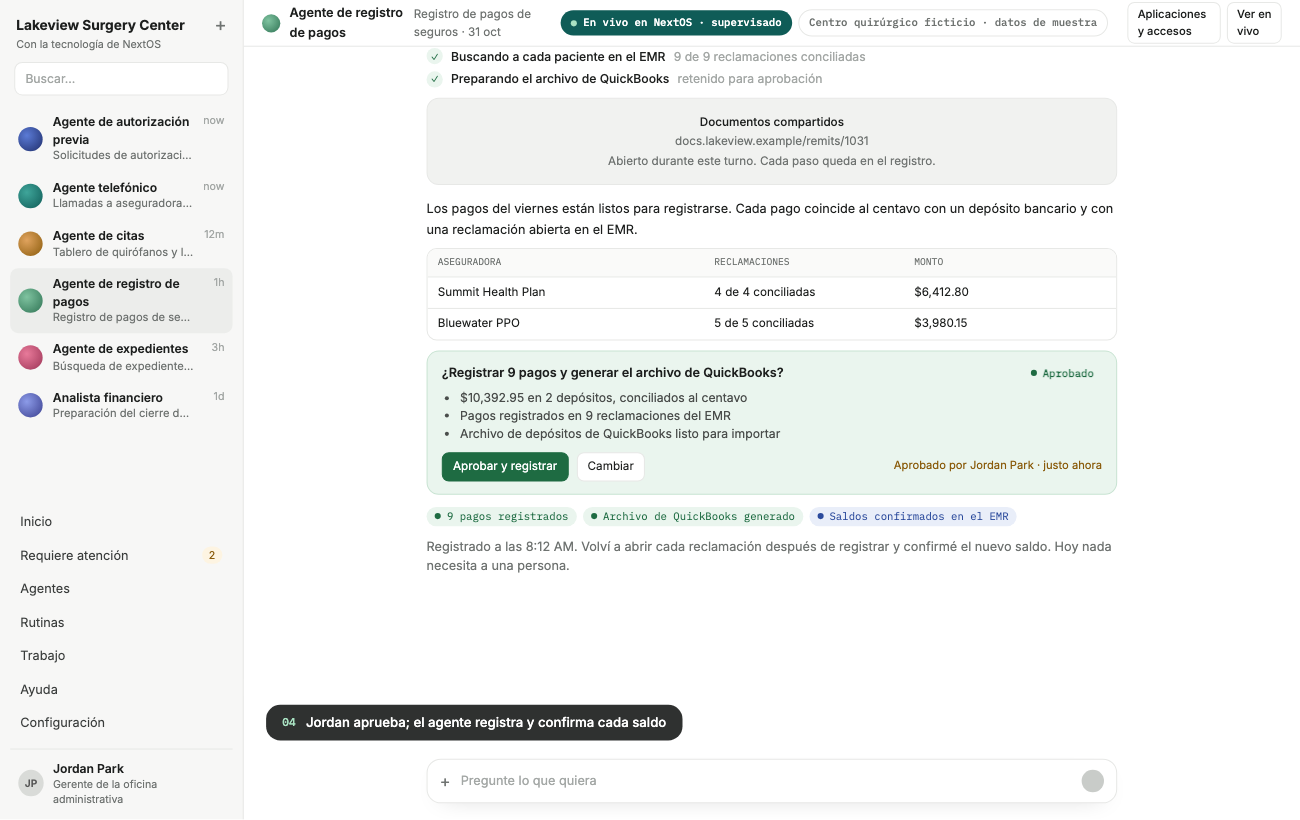 Lakeview Surgery Center
+
Con la tecnología de NextOS
Buscar...
Agente de autorización
previa
now
Solicitudes de autorizaci...
Agente telefónico
now
Llamadas a aseguradora...
Agente de citas
12m
Tablero de quirófanos y l...
Agente de registro de
pagos
1h
Registro de pagos de se...
Agente de expedientes
3h
Búsqueda de expediente...
Analista financiero
1d
Preparación del cierre d...
Inicio
Requiere atención
2
Agentes
Rutinas
Trabajo
Ayuda
Configuración
JP
Jordan Park
Gerente de la oficina
administrativa
Agente de registro
de pagos
Registro de pagos de
seguros · 31 oct
En vivo en NextOS · supervisado
Centro quirúrgico ficticio · datos de muestra
Aplicaciones
y accesos
Ver en
vivo
Buscando a cada paciente en el EMR 9 de 9 reclamaciones conciliadas
Preparando el archivo de QuickBooks retenido para aprobación
Documentos compartidos
docs.lakeview.example/remits/1031
Abierto durante este turno. Cada paso queda en el registro.
Los pagos del viernes están listos para registrarse. Cada pago coincide al centavo con un depósito bancario y con
una reclamación abierta en el EMR.
ASEGURADORA RECLAMACIONES MONTO
Summit Health Plan 4 de 4 conciliadas $6,412.80
Bluewater PPO 5 de 5 conciliadas $3,980.15
¿Registrar 9 pagos y generar el archivo de QuickBooks?
Aprobado
• $10,392.95 en 2 depósitos, conciliados al centavo
• Pagos registrados en 9 reclamaciones del EMR
• Archivo de depósitos de QuickBooks listo para importar
Aprobar y registrar
Cambiar
Aprobado por Jordan Park · justo ahora
9 pagos registrados
Archivo de QuickBooks generado
Saldos confirmados en el EMR
Registrado a las 8:12 AM. Volví a abrir cada reclamación después de registrar y confirmé el nuevo saldo. Hoy nada
necesita a una persona.
04 Jordan aprueba; el agente registra y confirma cada saldo
+ Pregunte lo que quiera